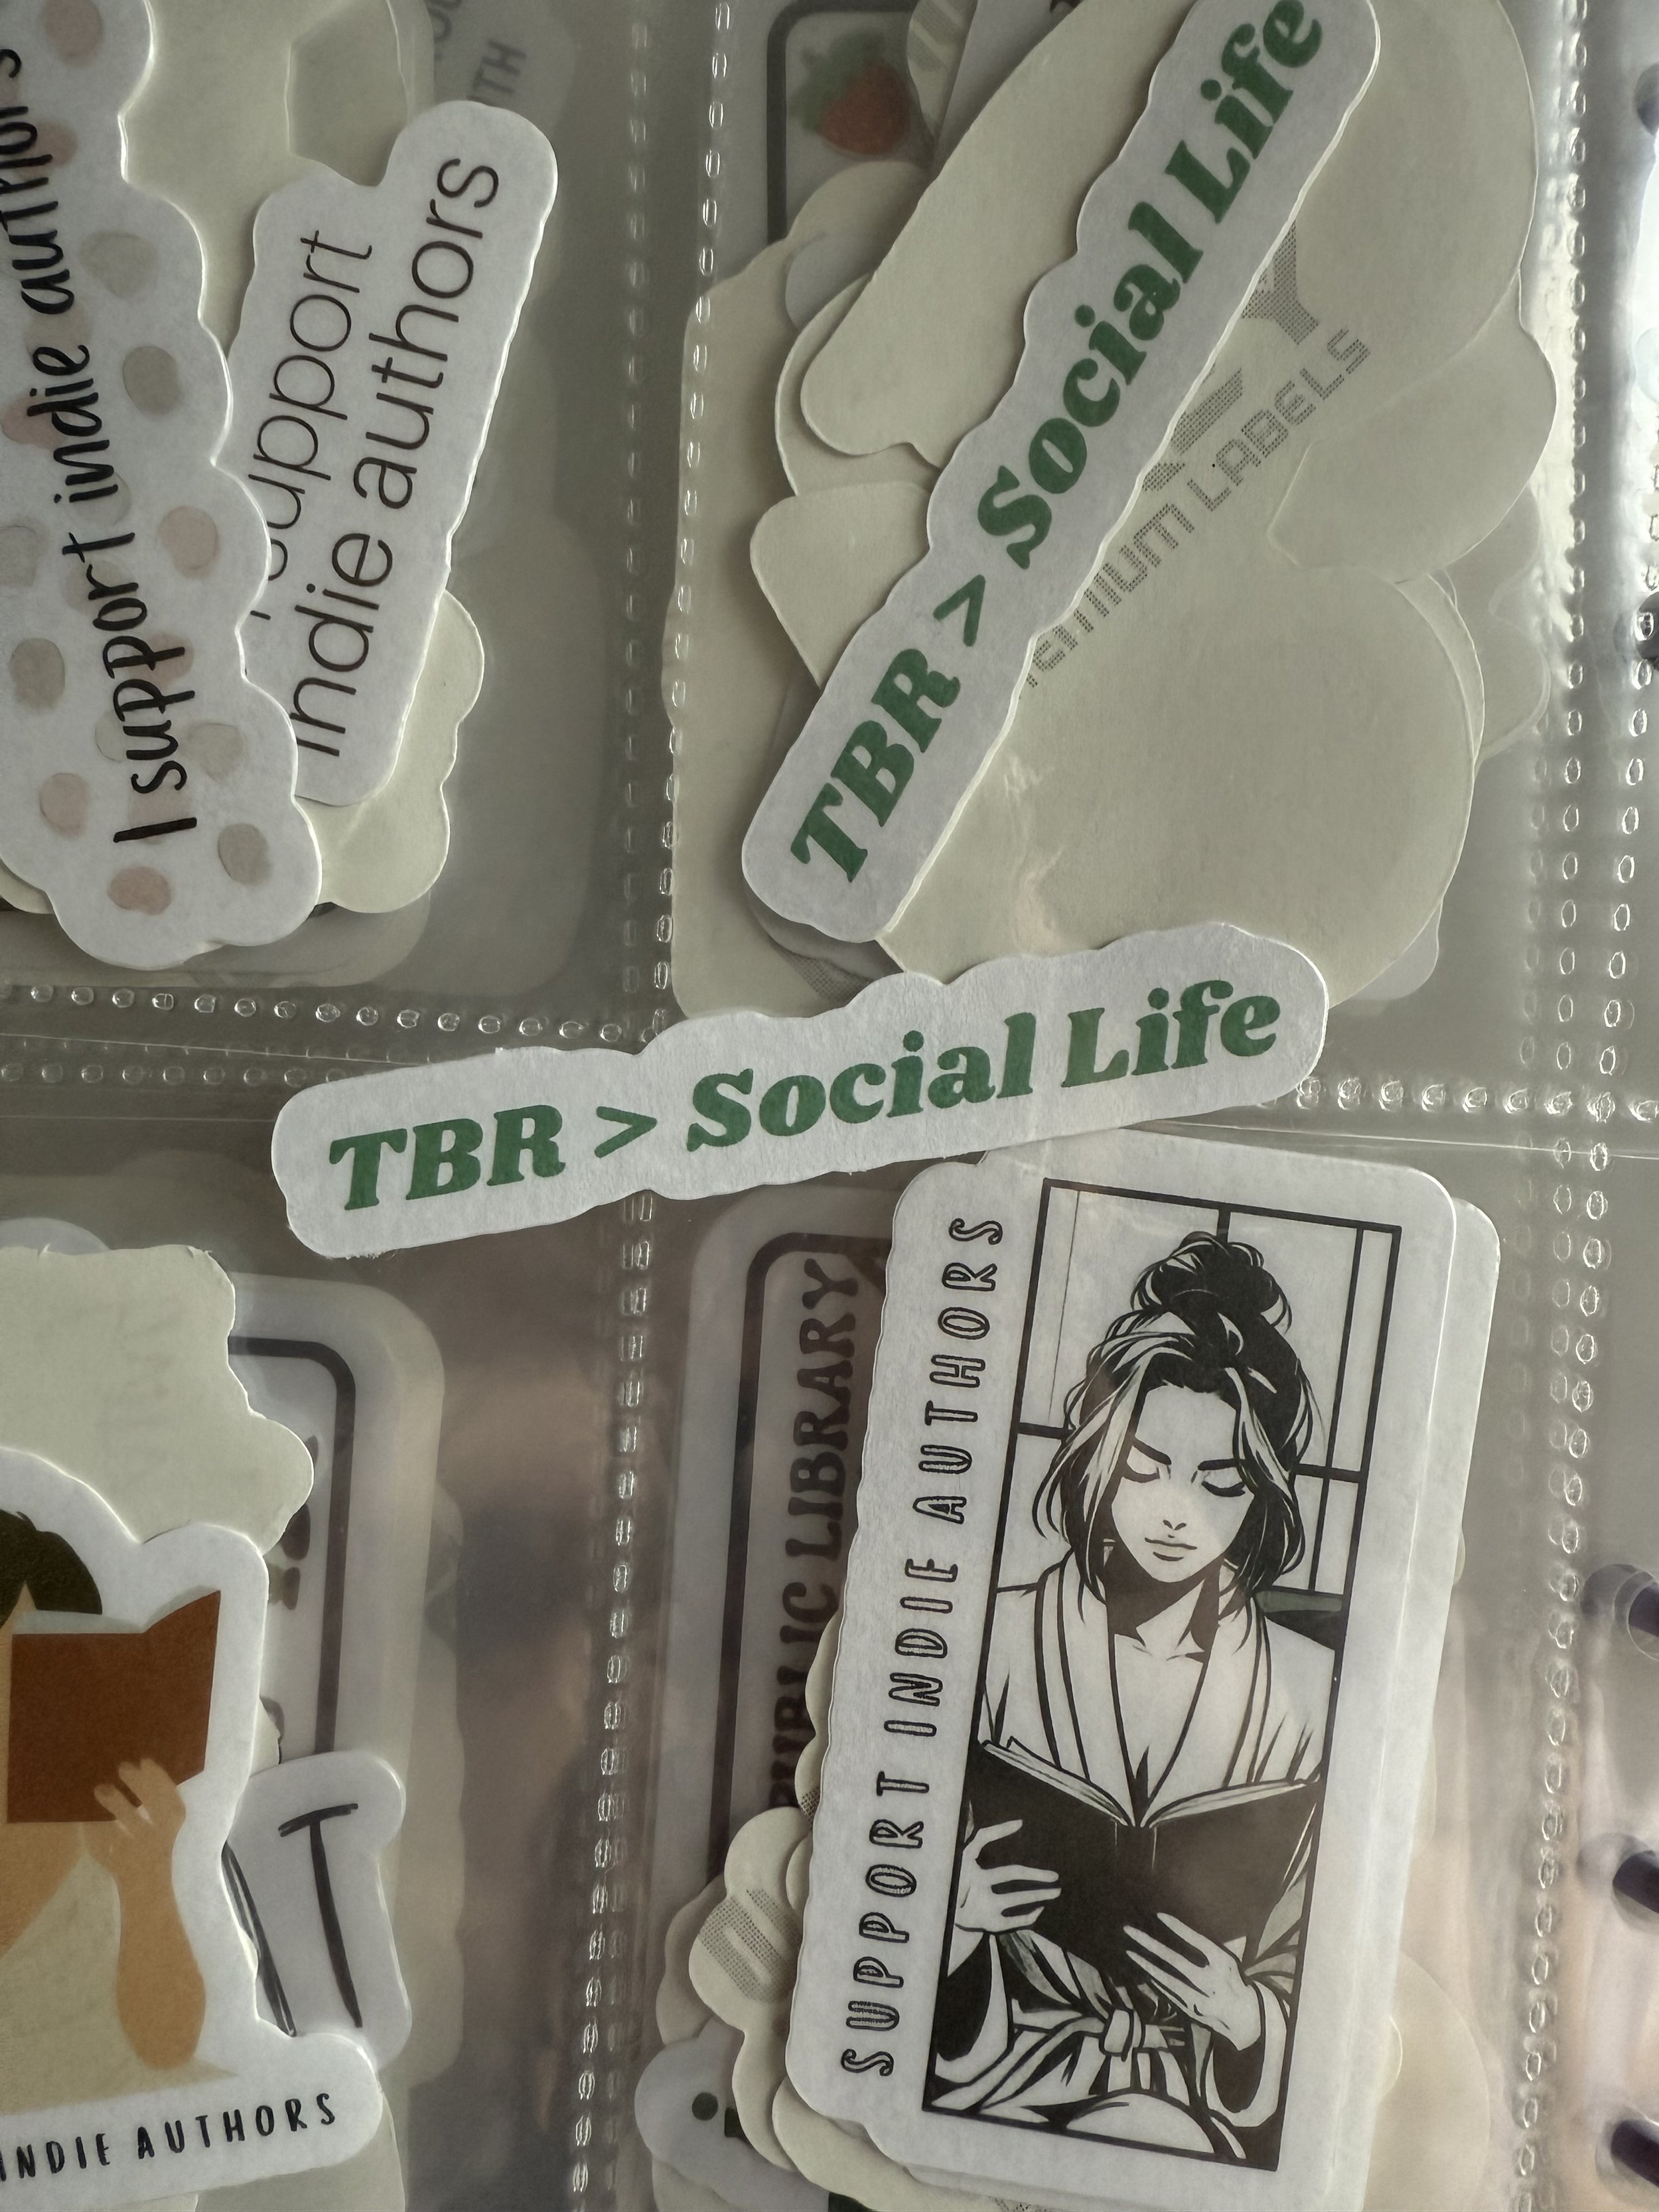 I support indie authors
support
indie authors
TBR > Social Life
LABELS
TBR > Social Life
PUBLIC LIBRARY
SUPPORT INDIE AUTHORS
INDIE AUTHORS